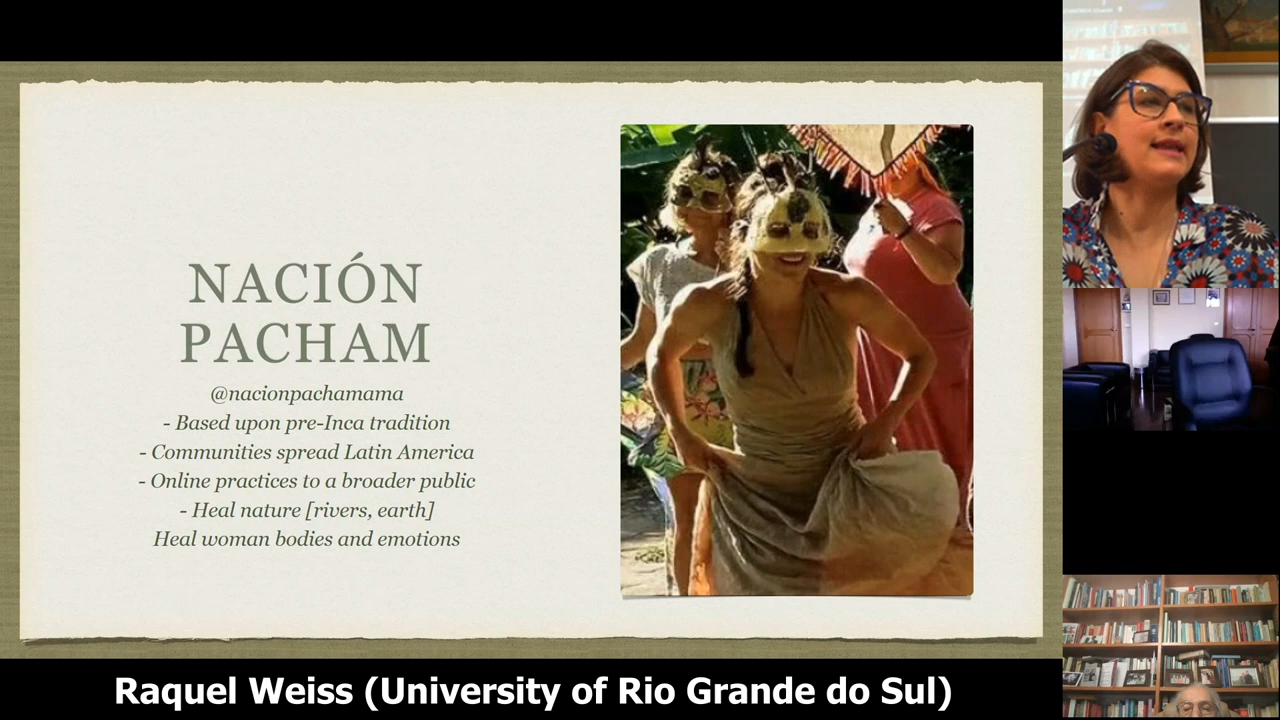 NACIÓN
PACHAM
@nacionpachamama
- Based upon pre-Inca tradition
- Communities spread Latin America
- Online practices to a broader public
- Heal nature [rivers, earth]
Heal woman bodies and emotions
Raquel Weiss (University of Rio Grande do Sul)